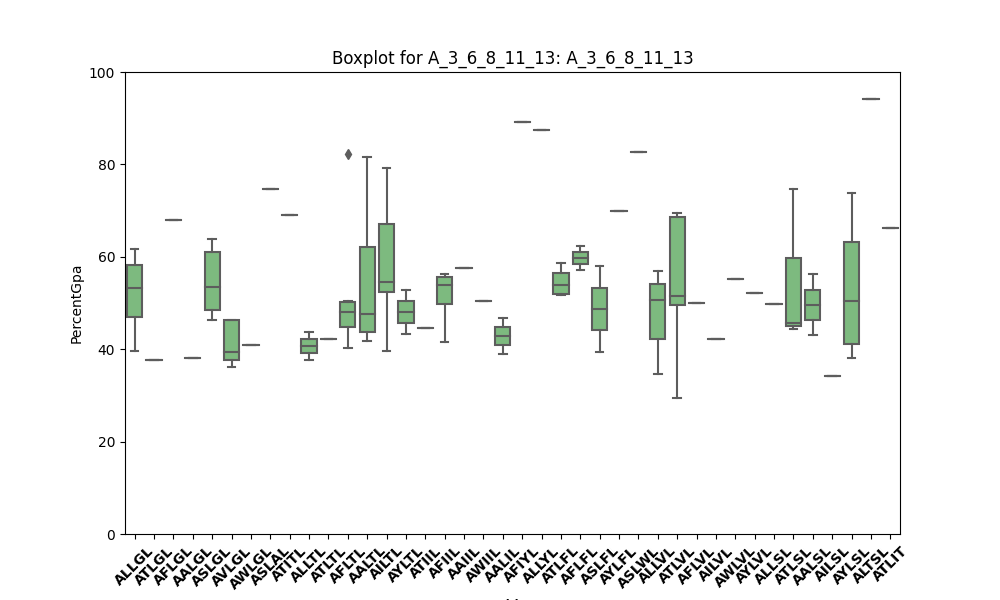 Boxplot for A_3_6_8_11_13: A_3_6_8_11_13
PercentGpa
100
80
60
40
20
0
ALLGL
ATLGL
AFLGL
AALGL
ASLGL
AVLGL
AWLGL
ASLAL
ATITL
ALLTL
ATLTL
AFLTL
AALTL
AILTL
AYLTL
ATIIL
AFIIL
AAIIL
AWIIL
AALIL
AFIYL
ALLYL
ATLFL
AFLFL
ASLFL
AYLFL
ASLWL
ALLVL
ATLVL
AFLVL
AILVL
AWLVL
AYLVL
ALLSL
ATLSL
AALSL
AILSL
AYLSL
ALTSL
ATLIT